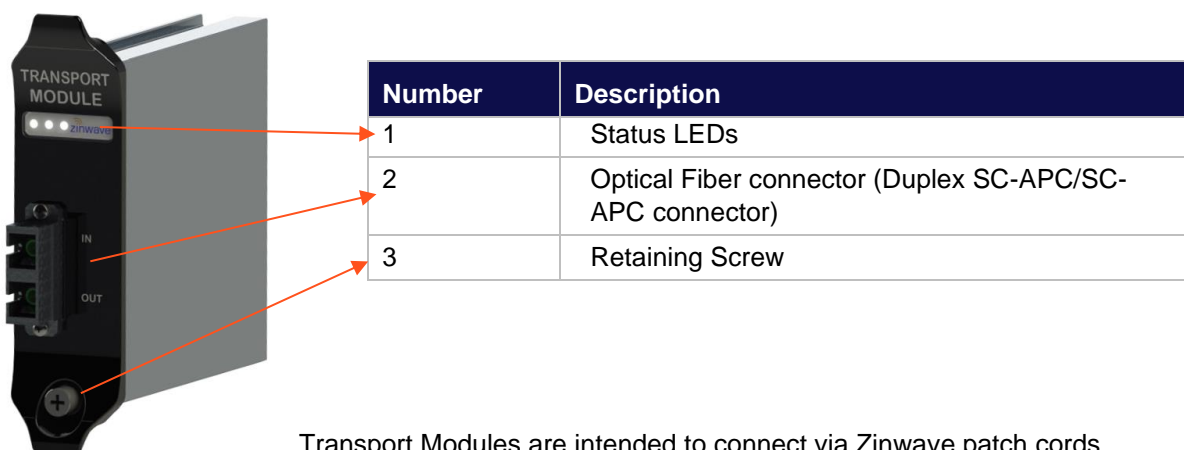 TRANSPORT
MODULE
zinwave
IN
OUT
Number Description
1 Status LEDs
2 Optical Fiber connector (Duplex SC-APC/SC-
APC connector)
3 Retaining Screw
Transport Modules are intended to connect via Zinwave patch cords